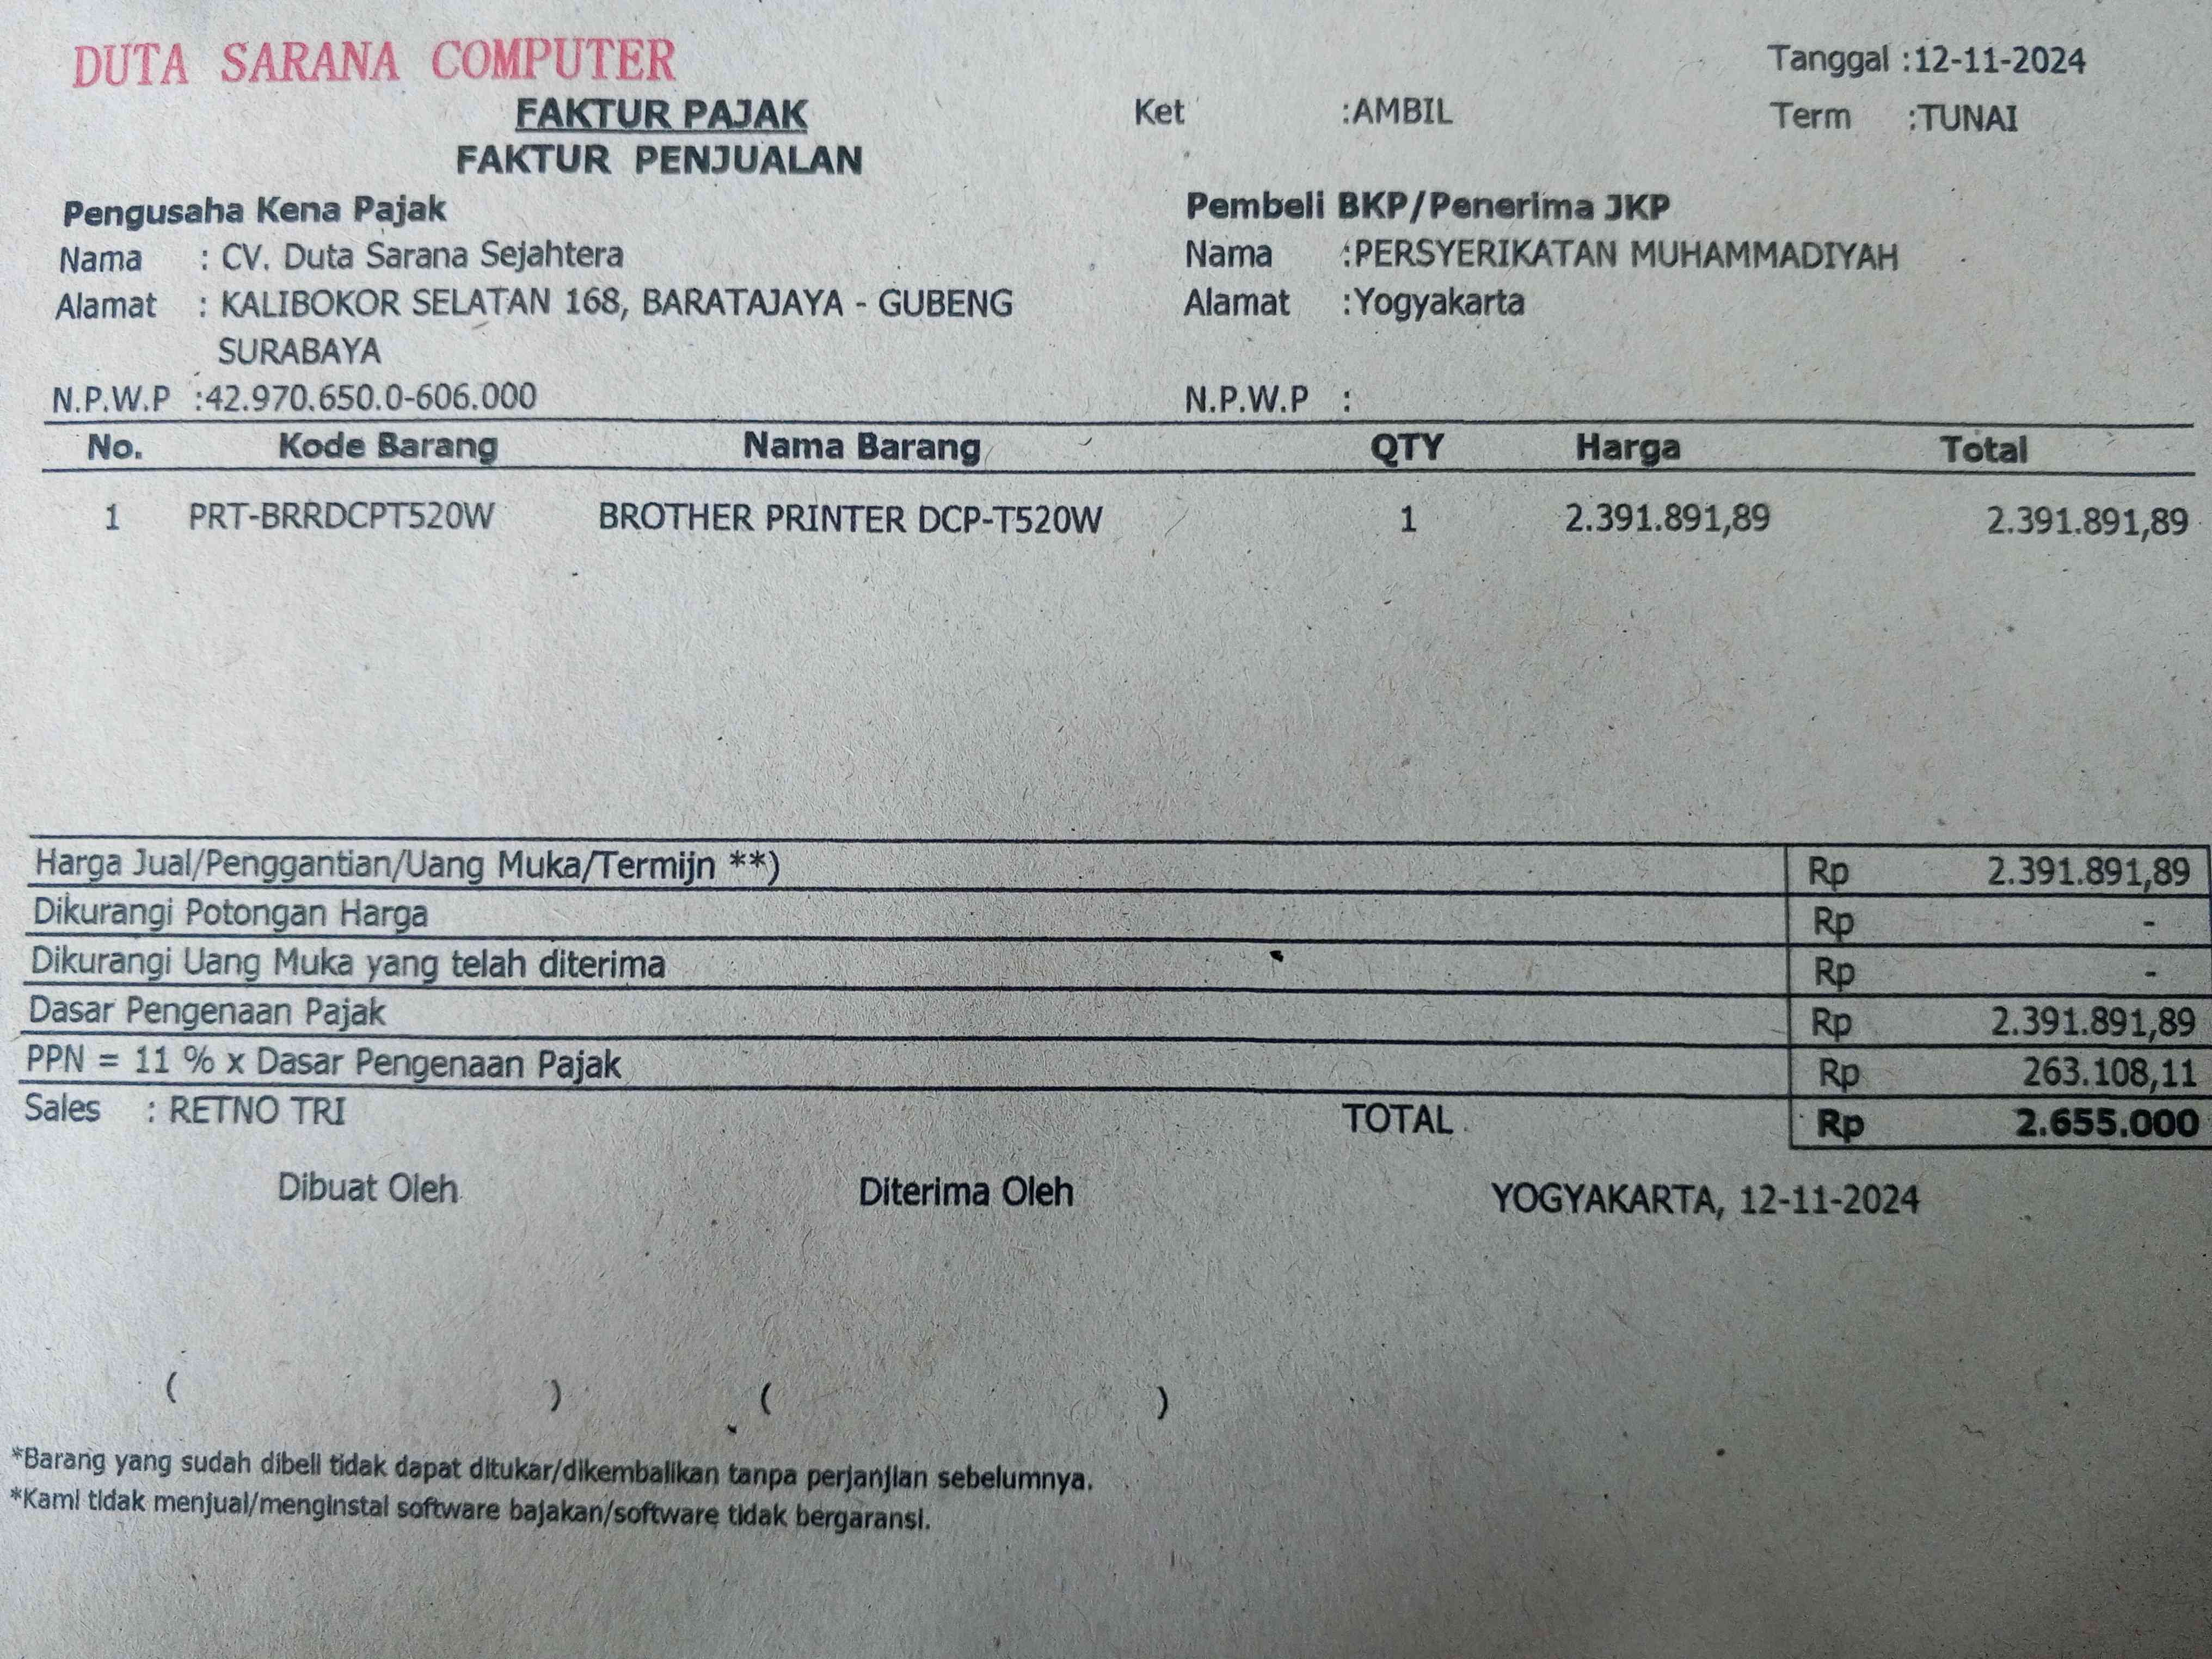 DUTA SARANA COMPUTER
Tanggal :12-11-2024
FAKTUR PAJAK
Ket :AMBIL
Term :TUNAI
FAKTUR PENJUALAN
Pengusaha Kena Pajak
Nama : CV. Duta Sarana Sejahtera
Alamat : KALIBOKOR SELATAN 168, BARATAJAYA - GUBENG
SURABAYA
N.P.W.P :42.970.650.0-606.000
Pembeli BKP/Penerima JKP
Nama :PERSYERIKATAN MUHAMMADIYAH
Alamat :Yogyakarta
N.P.W.P :
No. Kode Barang Nama Barang QTY Harga Total
1 PRT-BRRDCPT520W BROTHER PRINTER DCP-T520W 1 2.391.891,89 2.391.891,89
Harga Jual/Penggantian/Uang Muka/Termijn **) Rp 2.391.891,89
Dikurangi Potongan Harga Rp -
Dikurangi Uang Muka yang telah diterima Rp -
Dasar Pengenaan Pajak Rp 2.391.891,89
PPN = 11 % x Dasar Pengenaan Pajak Rp 263.108,11
Sales : RETNO TRI TOTAL Rp 2.655.000
Dibuat Oleh Diterima Oleh YOGYAKARTA, 12-11-2024
( ) ( )
*Barang yang sudah dibeli tidak dapat ditukar/dikembalikan tanpa perjanjian sebelumnya.
*Kami tidak menjual/menginstal software bajakan/software tidak bergaransi.